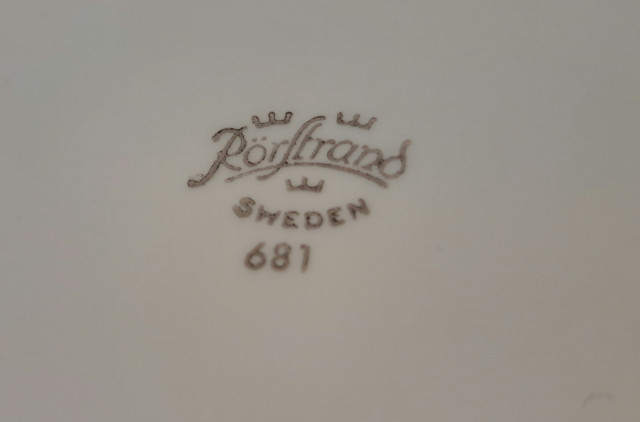 Rörstrand
SWEDEN
681